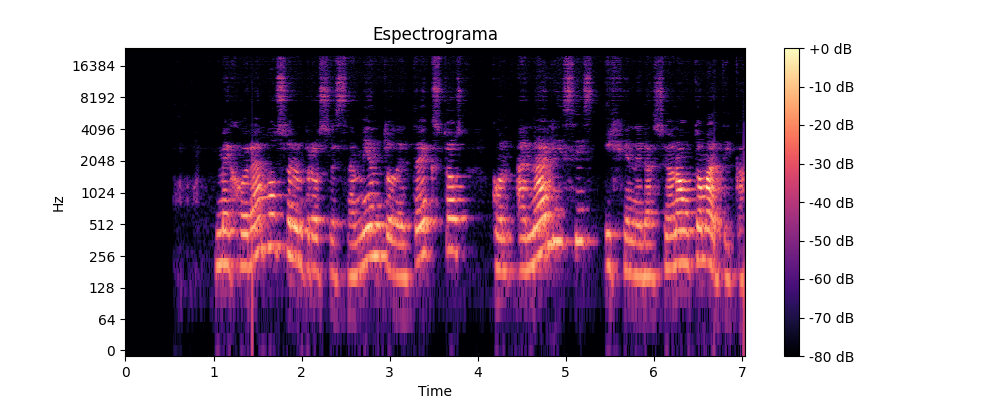 Espectrograma
Hz
16384
8192
4096
2048
1024
512
256
128
64
0
0 1 2 3 4 5 6 7
Time
+0 dB
-10 dB
-20 dB
-30 dB
-40 dB
-50 dB
-60 dB
-70 dB
-80 dB